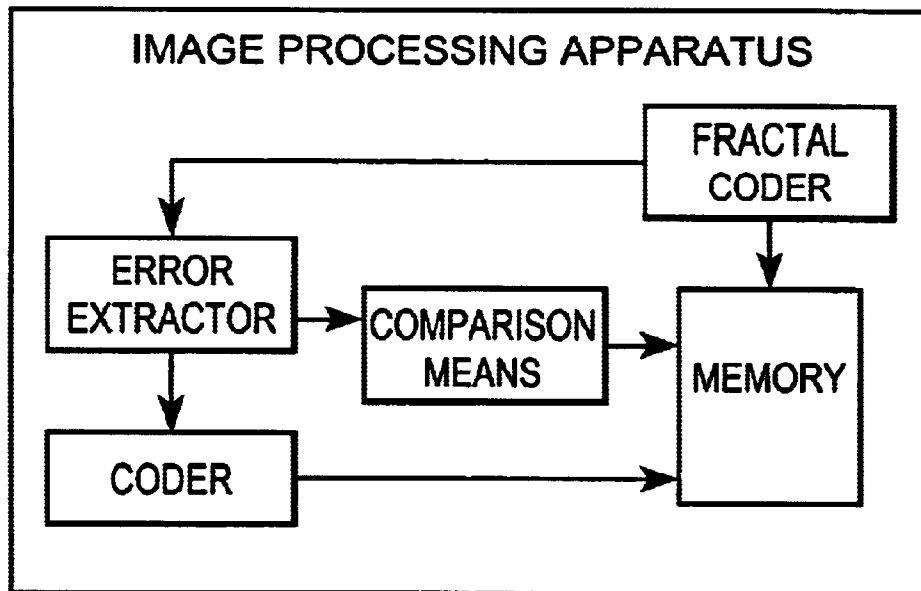 IMAGE PROCESSING APPARATUS
FRACTAL
CODER
ERROR
EXTRACTOR
COMPARISON
MEANS
MEMORY
CODER